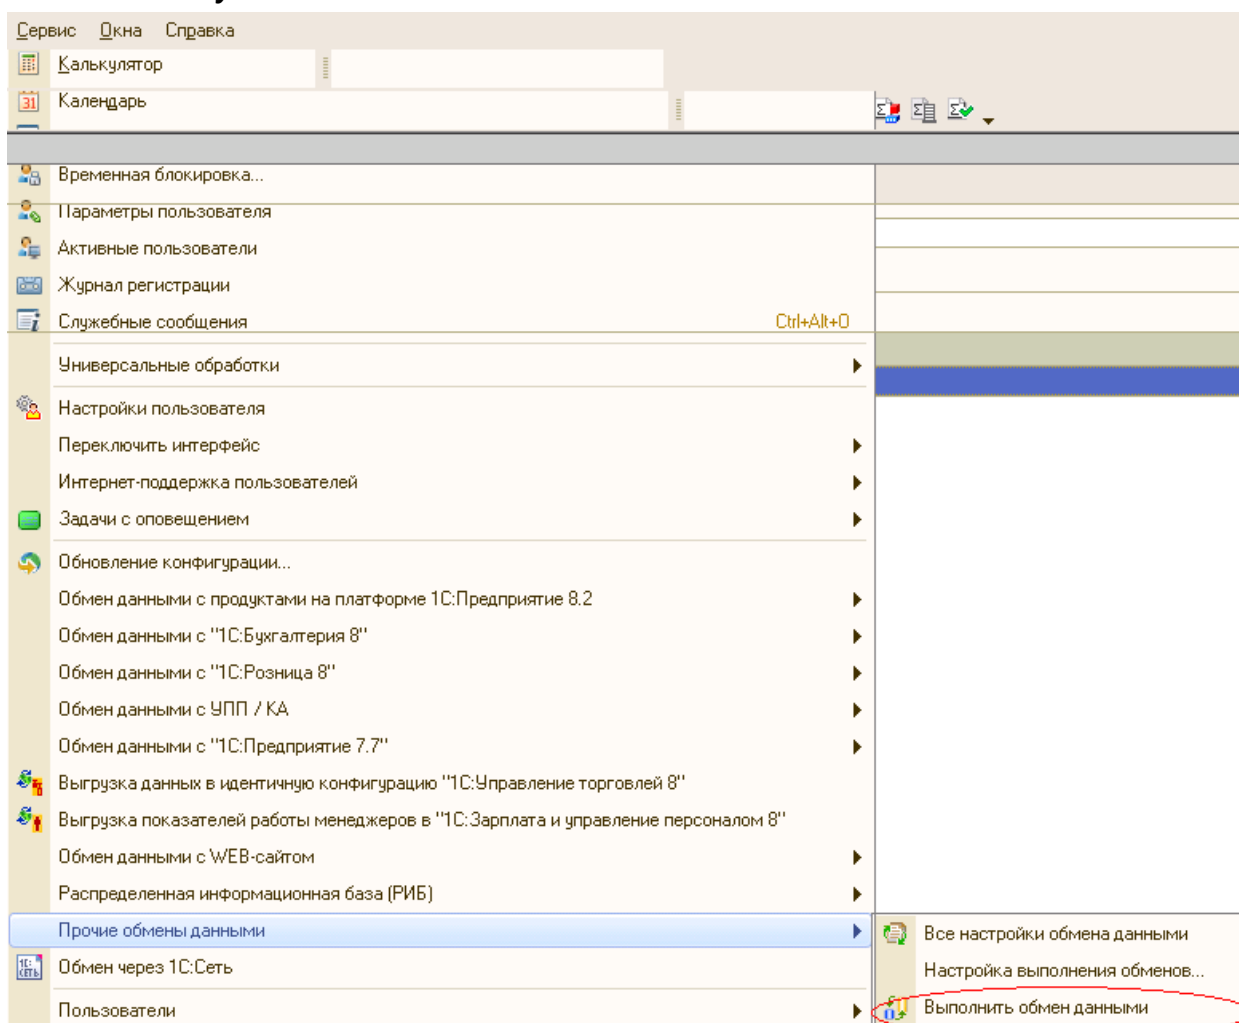 Сервис Окна Справка
Калькулятор
Календарь
Временная блокировка...
Параметры пользователя
Активные пользователи
Журнал регистрации
Служебные сообщения Ctrl+Alt+O
Универсальные обработки
Настройки пользователя
Переключить интерфейс
Интернет-поддержка пользователей
Задачи с оповещением
Обновление конфигурации...
Обмен данными с продуктами на платформе 1С:Предприятие 8.2
Обмен данными с "1С:Бухгалтерия 8"
Обмен данными с "1С:Розница 8"
Обмен данными с УПП / КА
Обмен данными с "1С:Предприятие 7.7"
Выгрузка данных в идентичную конфигурацию "1С:Управление торговлей 8"
Выгрузка показателей работы менеджеров в "1С:Зарплата и управление персоналом 8"
Обмен данными с WEB-сайтом
Распределенная информационная база (РИБ)
Прочие обмены данными
Все настройки обмена данными
Обмен через 1С:Сеть
Настройка выполнения обменов...
Пользователи
Выполнить обмен данными